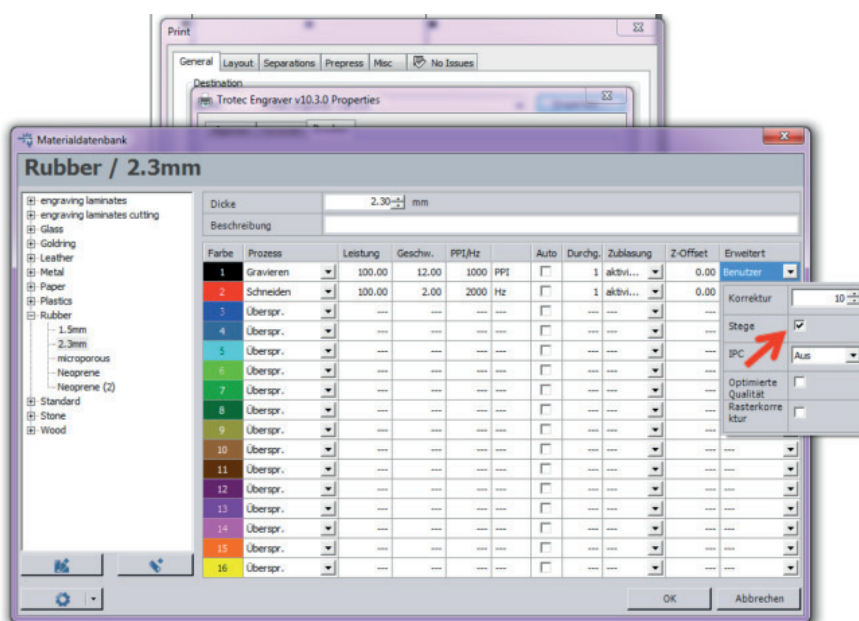 Print
General Layout Separations Prepress Misc No Issues
Destination
Trotec Engraver v10.3.0 Properties
Materialdatenbank
Rubber / 2.3mm
engraving laminates
engraving laminates cutting
Glass
Goldring
Leather
Metal
Paper
Plastics
Rubber
1.5mm
2.3mm
microporous
Neoprene
Neoprene (2)
Standard
Stone
Wood
Dicke 2.30 mm
Beschreibung
Farbe Prozess Leistung Geschw. PPI/Hz Auto Durchg. Zublasung Z-Offset Erweitert
1 Gravieren 100.00 12.00 1000 PPI 1 aktivi... 0.00 Benutzer
2 Schneiden 100.00 2.00 2000 Hz 1 aktivi... 0.00
3 Überspr. --- --- --- --- --- --- ---
4 Überspr. --- --- --- --- --- --- ---
5 Überspr. --- --- --- --- --- --- ---
6 Überspr. --- --- --- --- --- --- ---
7 Überspr. --- --- --- --- --- --- ---
8 Überspr. --- --- --- --- --- --- ---
9 Überspr. --- --- --- --- --- --- ---
10 Überspr. --- --- --- --- --- --- --- ---
11 Überspr. --- --- --- --- --- --- --- ---
12 Überspr. --- --- --- --- --- --- --- ---
13 Überspr. --- --- --- --- --- --- --- ---
14 Überspr. --- --- --- --- --- --- --- ---
15 Überspr. --- --- --- --- --- --- --- ---
16 Überspr. --- --- --- --- --- --- --- ---
Korrektur 10
Stege
IPC Aus
Optimierte
Qualität
Rasterkorre
ktur
OK Abbrechen